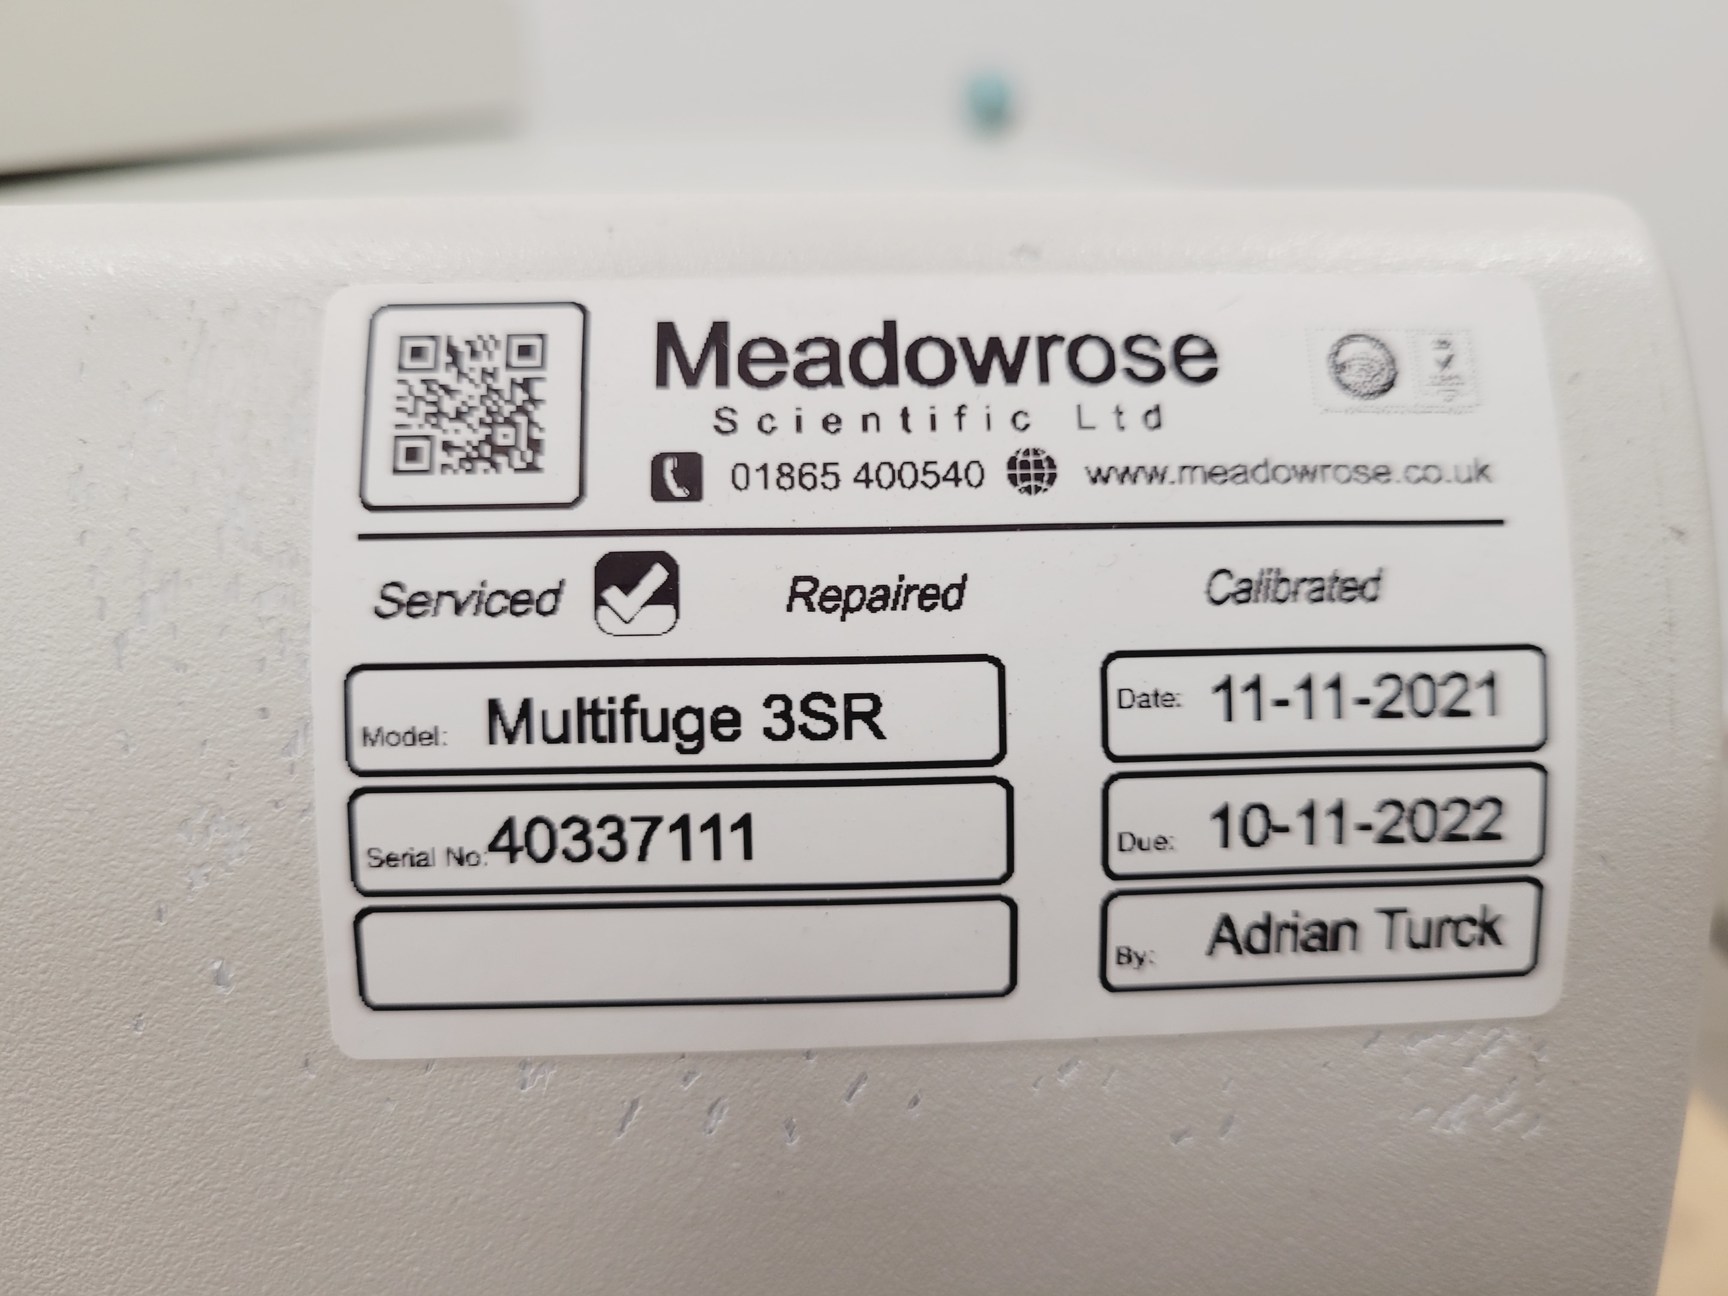 Meadowrose
Scientific Ltd
01865 400540 www.meadowrose.co.uk
Serviced Repaired Calibrated
Model: Multifuge 3SR
Date: 11-11-2021
Serial No: 40337111
Due: 10-11-2022
By: Adrian Turck